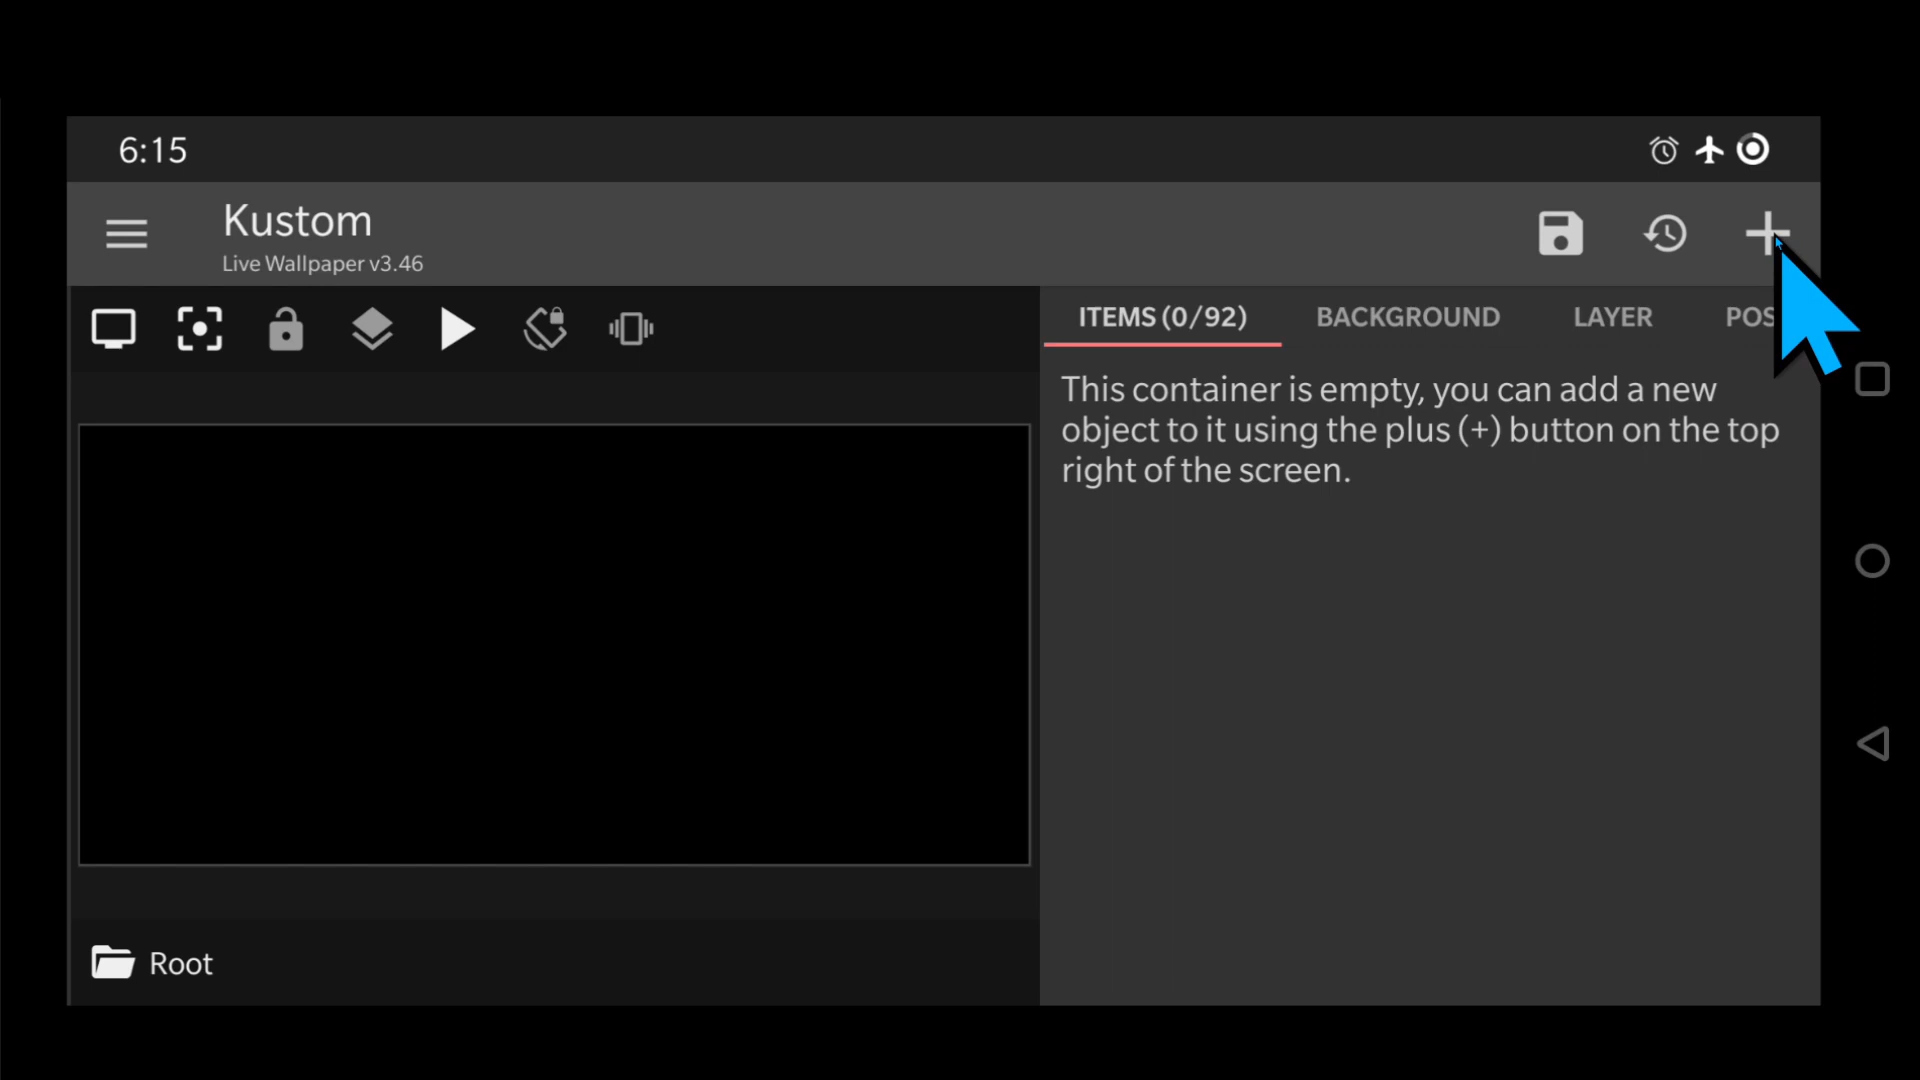 6:15
Kustom
Live Wallpaper v3.46
ITEMS (0/92)
BACKGROUND
LAYER
POS
This container is empty, you can add a new
object to it using the plus (+) button on the top
right of the screen.
Root